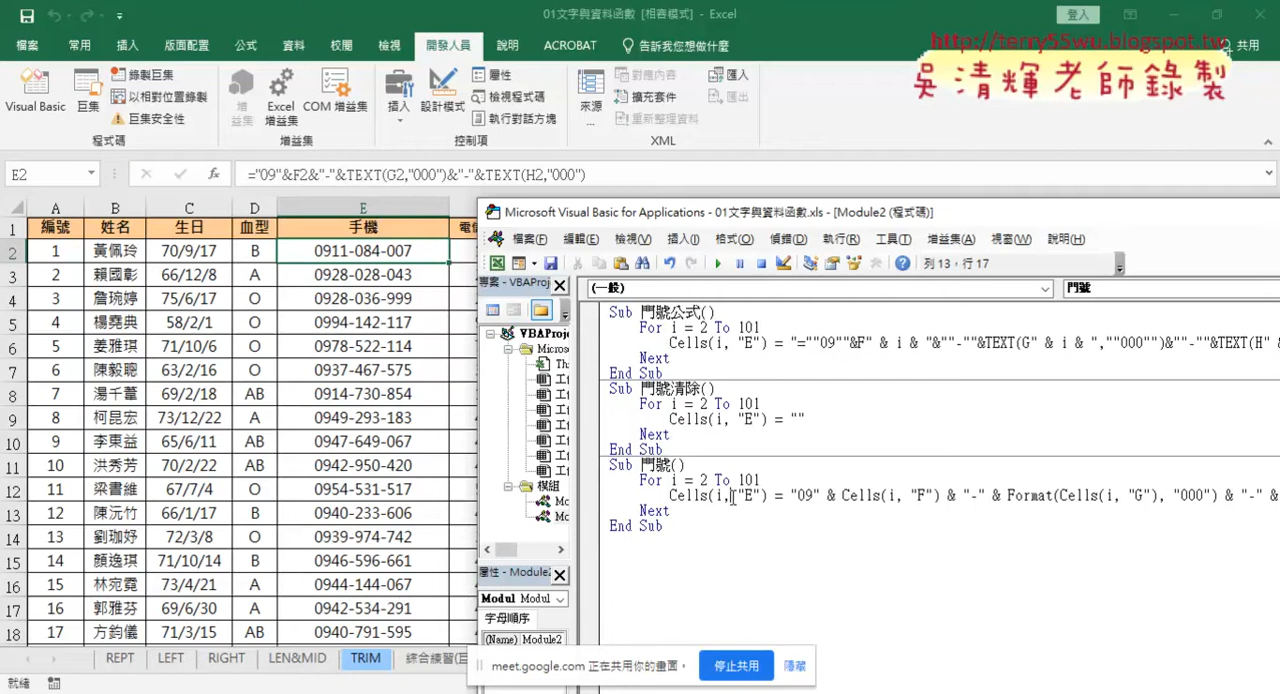 01文字與資料函數 [相容模式] - Excel
登入
檔案 常用 插入 版面配置 公式 資料 校閱 檢視 開發人員 說明 ACROBAT 告訴我您想做什麼 共用
http://terry55wu.blogspot.tw
吳清輝老師錄製
Visual Basic 巨集 錄製巨集 以相對位置錄製 巨集安全性
增益集 Excel 增益集 COM 增益集
插入 設計模式 屬性 檢視程式碼 執行對話方塊
來源 對應內容 擴充套件 重新整理資料 匯入 匯出
程式碼 增益集 控制項 XML
E2 fx ="09"&F2&"-"&TEXT(G2,"000")&"-"&TEXT(H2,"000")
A B C D E
1 編號 姓名 生日 血型 手機
2 1 黃佩玲 70/9/17 B 0911-084-007
3 2 賴國彰 66/12/8 A 0928-028-043
4 3 詹琬婷 75/6/17 O 0928-036-999
5 4 楊堯典 58/2/1 O 0994-142-117
6 5 姜雅琪 71/10/6 O 0978-522-114
7 6 陳毅聰 63/2/16 O 0937-467-575
8 7 湯千葦 69/2/18 AB 0914-730-854
9 8 柯昆宏 73/12/22 A 0949-293-183
10 9 李東益 65/6/11 AB 0947-649-067
11 10 洪秀芳 70/2/22 AB 0942-950-420
12 11 梁書維 67/7/4 O 0954-531-517
13 12 陳沅竹 66/1/17 B 0940-233-606
14 13 劉珈妤 72/3/8 O 0939-974-742
15 14 顏逸琪 71/10/14 B 0946-596-661
16 15 林宛霓 73/4/21 A 0944-144-067
17 16 郭雅芬 69/6/30 A 0942-534-291
18 17 方鈞儀 71/3/15 AB 0940-791-595
REPT LEFT RIGHT LEN&MID TRIM 綜合練習(巨
就緒
Microsoft Visual Basic for Applications - 01文字與資料函數.xls - [Module2 (程式碼)]
檔案(F) 編輯(E) 檢視(V) 插入(I) 格式(O) 偵錯(D) 執行(R) 工具(T) 增益集(A) 視窗(W) 說明(H)
列 13，行 17
專案 - VBAProj
(一般) 門號
VBAProje
Micros
Th
工
工
工
工
工
工
模組
Mo
Mo
屬性 - Module2
Modul Modul
字母順序
(Name) Module2
Sub 門號公式()
For i = 2 To 101
Cells(i, "E") = "=""09""&F" & i & "&""-""&TEXT(G" & i & ",""000"")&""-""&TEXT(H" &
Next
End Sub
Sub 門號清除()
For i = 2 To 101
Cells(i, "E") = ""
Next
End Sub
Sub 門號()
For i = 2 To 101
Cells(i, "E") = "09" & Cells(i, "F") & "-" & Format(Cells(i, "G"), "000") & "-" &
Next
End Sub
meet.google.com 正在共用你的畫面。 停止共用 隱藏